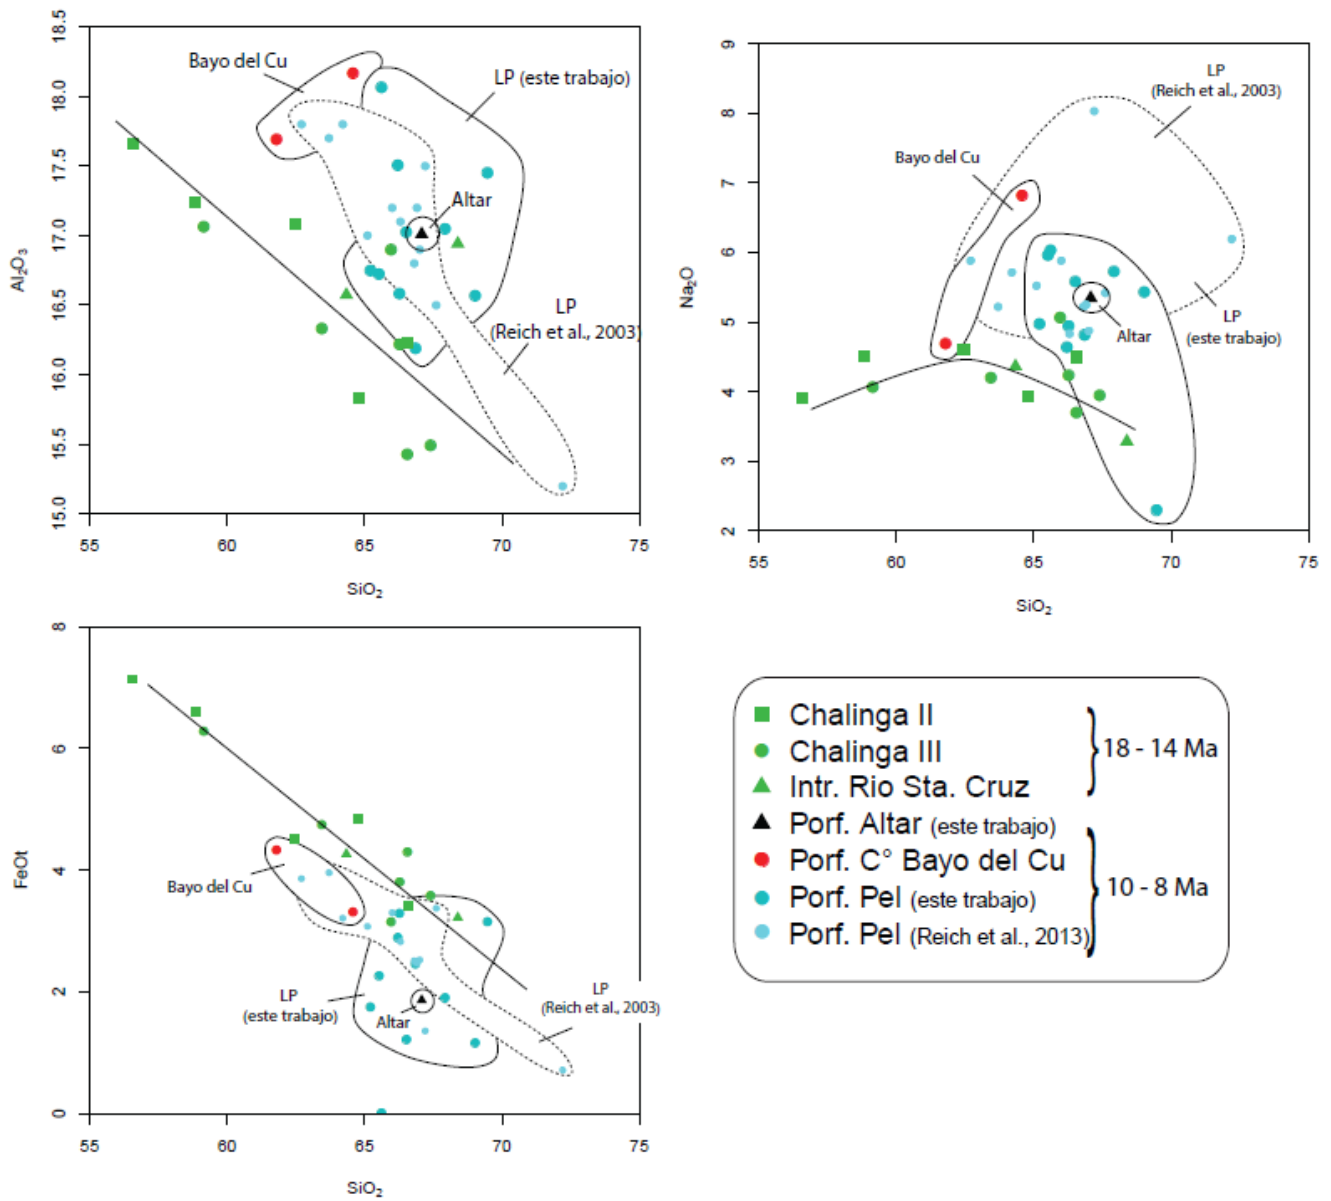 18.5
18.0
17.5
17.0
16.5
16.0
15.5
15.0
Al₂O₃
Bayo del Cu
LP (este trabajo)
Altar
LP
(Reich et al., 2003)
55
60
65
70
75
SiO₂
9
8
7
6
5
4
3
2
Na₂O
LP
(Reich et al., 2003)
Bayo del Cu
Altar
LP
(este trabajo)
55
60
65
70
75
SiO₂
8
6
4
2
0
FeOt
Bayo del Cu
LP
(este trabajo)
Altar
LP
(Reich et al., 2003)
55
60
65
70
75
SiO₂
Chalinga II
Chalinga III
Intr. Rio Sta. Cruz
18 - 14 Ma
Porf. Altar (este trabajo)
Porf. C° Bayo del Cu
Porf. Pel (este trabajo)
Porf. Pel (Reich et al., 2013)
10 - 8 Ma